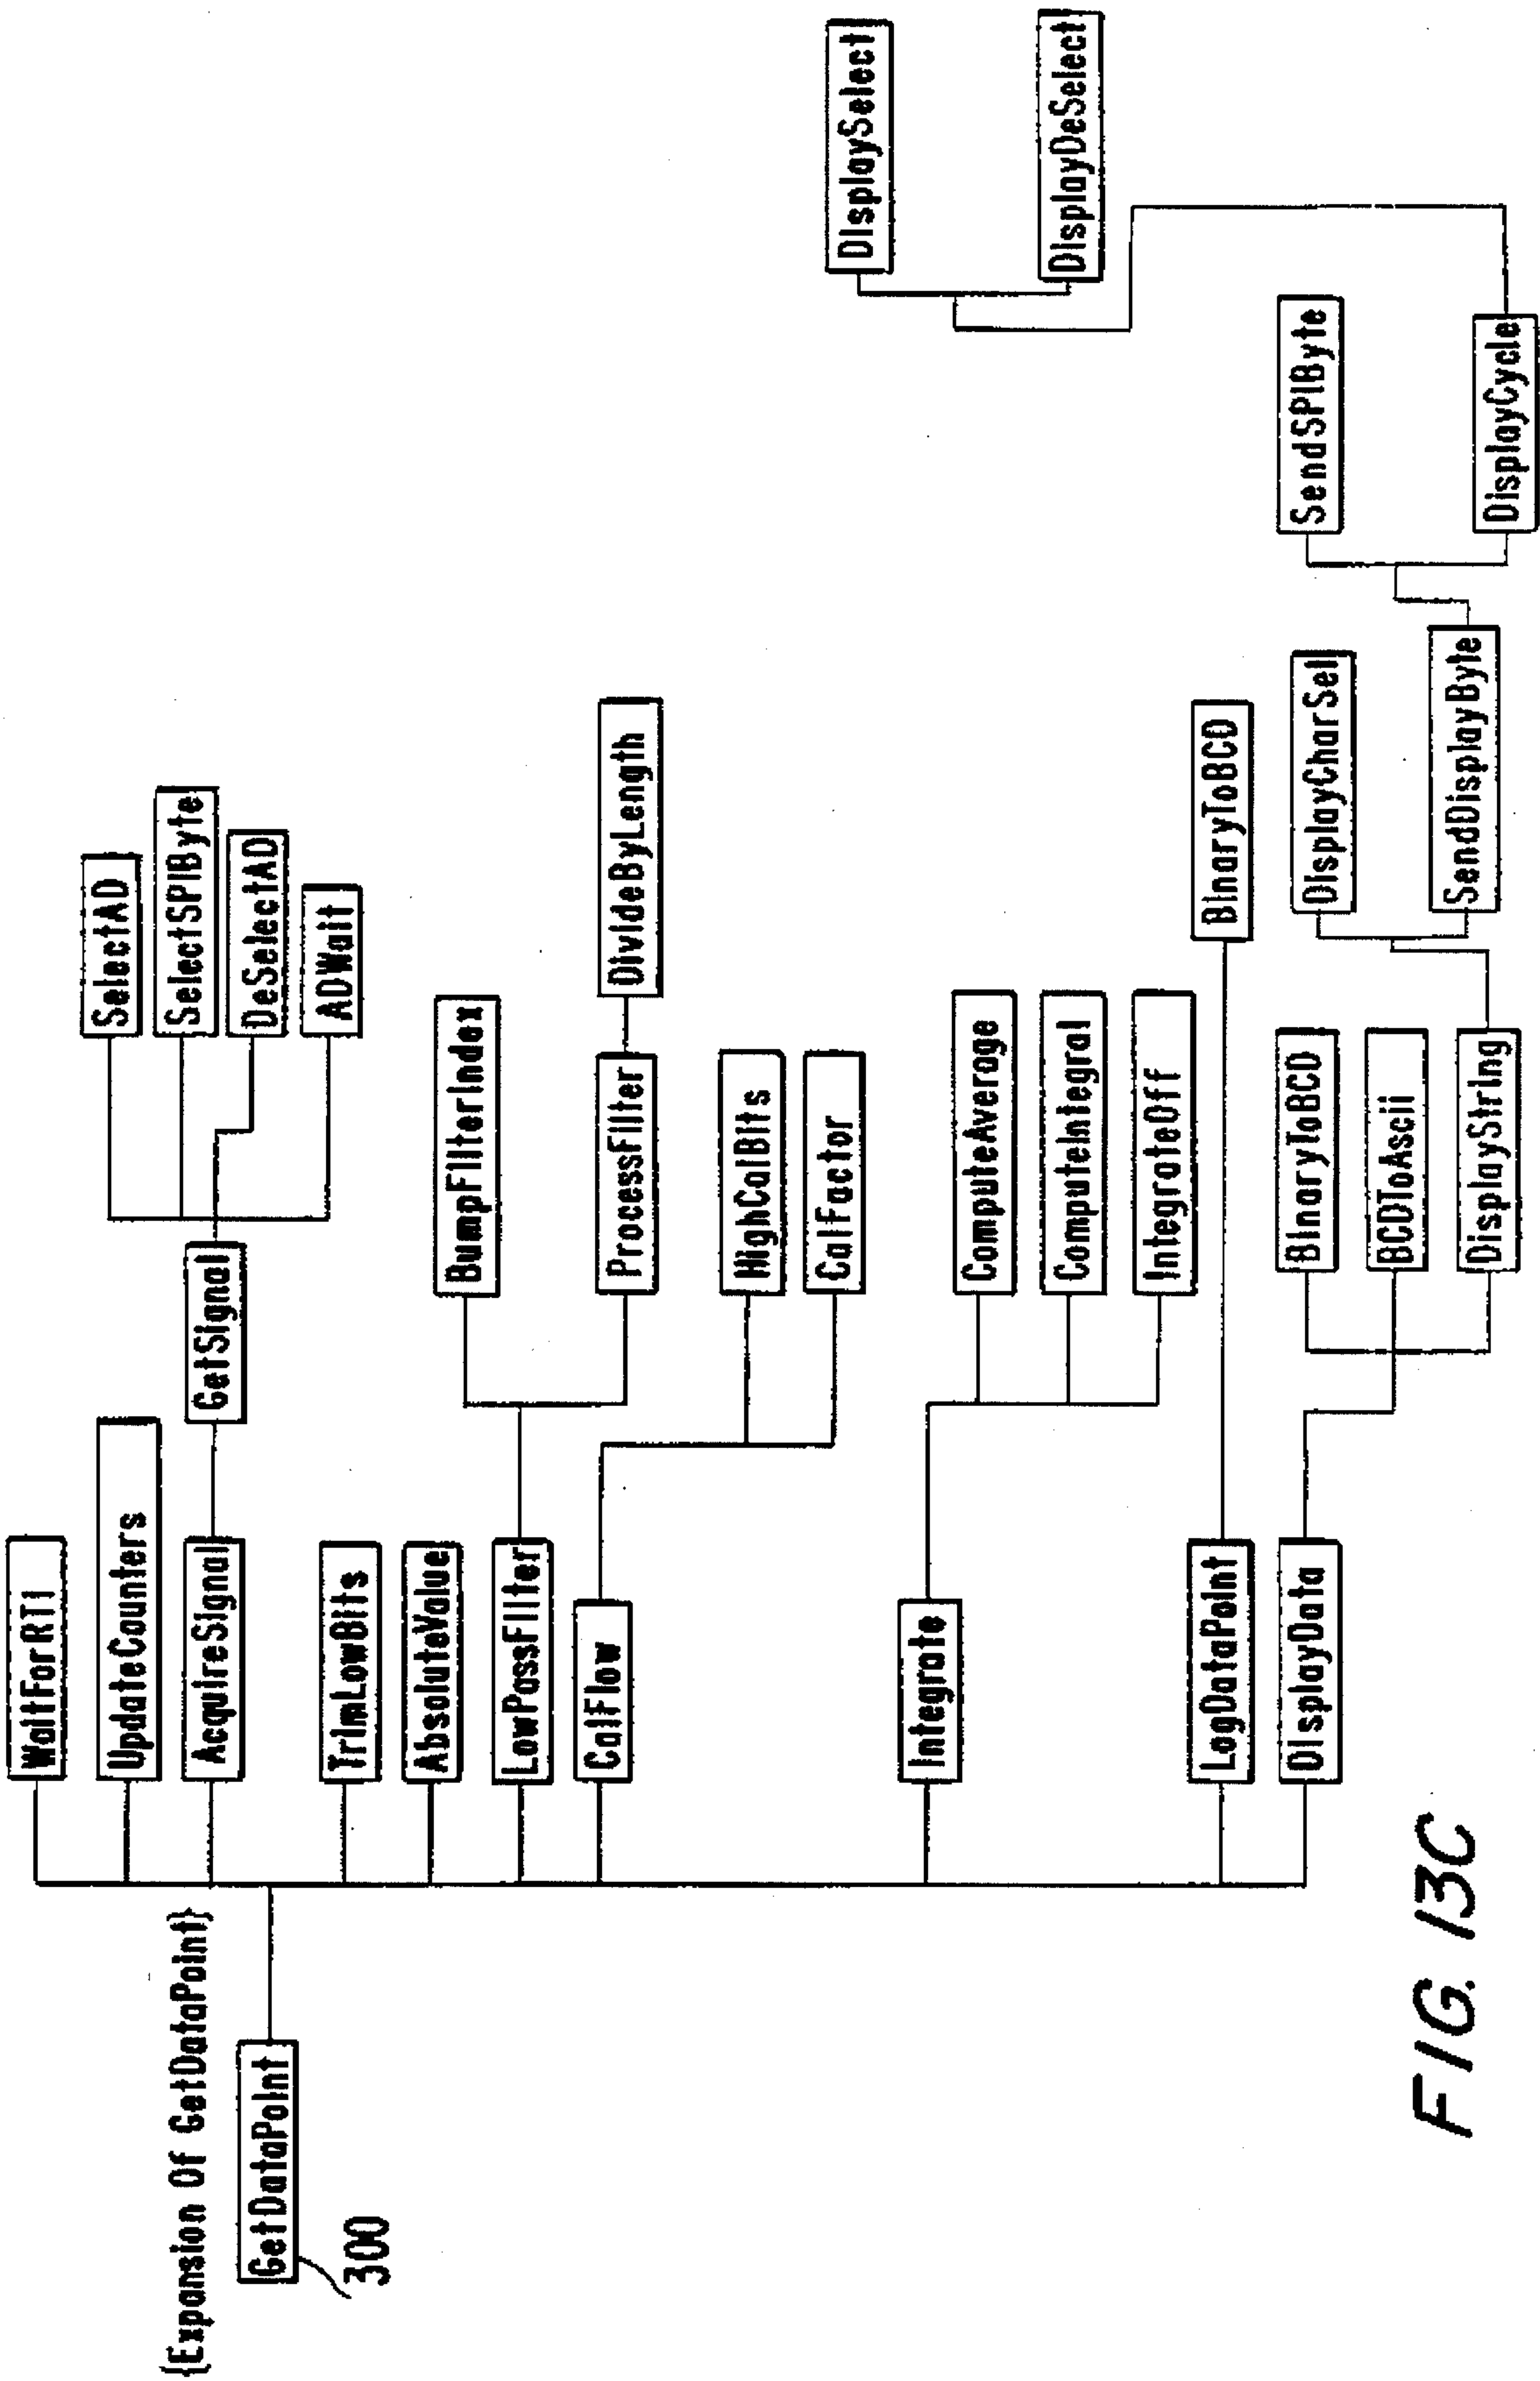 {Expansion Of GetDataPoint}
GetDataPoint
300
WaitForRTI
UpdateCounters
AcquireSignal
GetSignal
SelectAD
SelectSPIByte
DeSelectAD
ADWait
TrimLowBits
AbsoluteValue
LowPassFilter
BumpFilterIndex
ProcessFilter
DivideByLength
CalFlow
HighCalBits
CalFactor
Integrate
ComputeAverage
ComputeIntegral
IntegrateOff
LogDataPoint
BinaryToBCD
DisplayData
BinaryToBCD
BCDToAscii
DisplayString
DisplayCharSel
SendDisplayByte
SendSPIByte
DisplayCycle
DisplaySelect
DisplayDeSelect
FIG. 13C